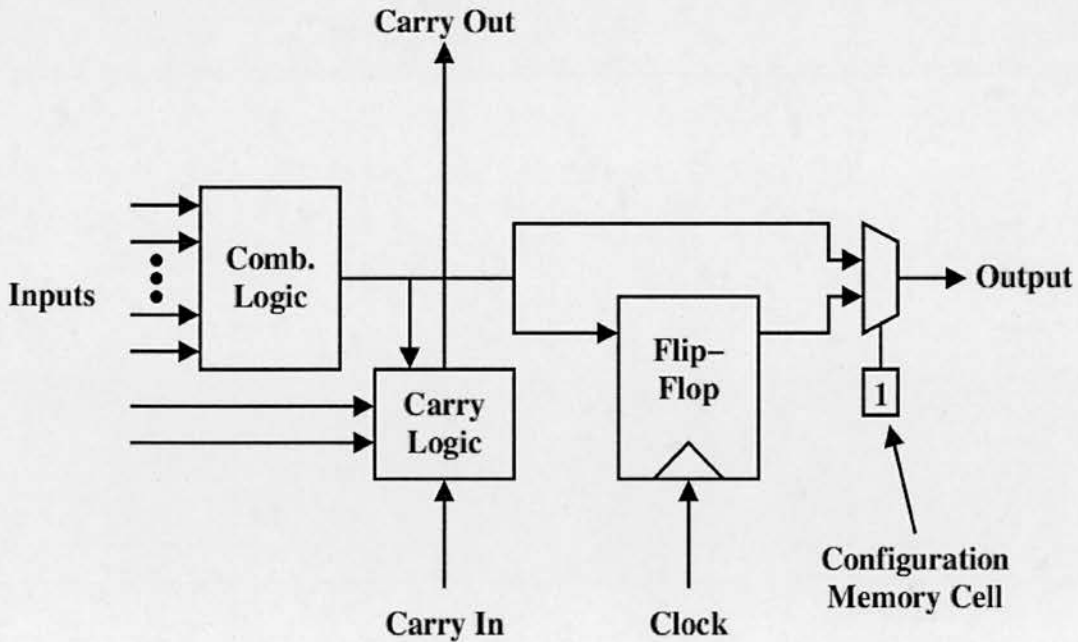 Carry Out
Comb.
Logic
Inputs
Output
Flip–
Flop
1
Carry
Logic
Configuration
Memory Cell
Carry In
Clock